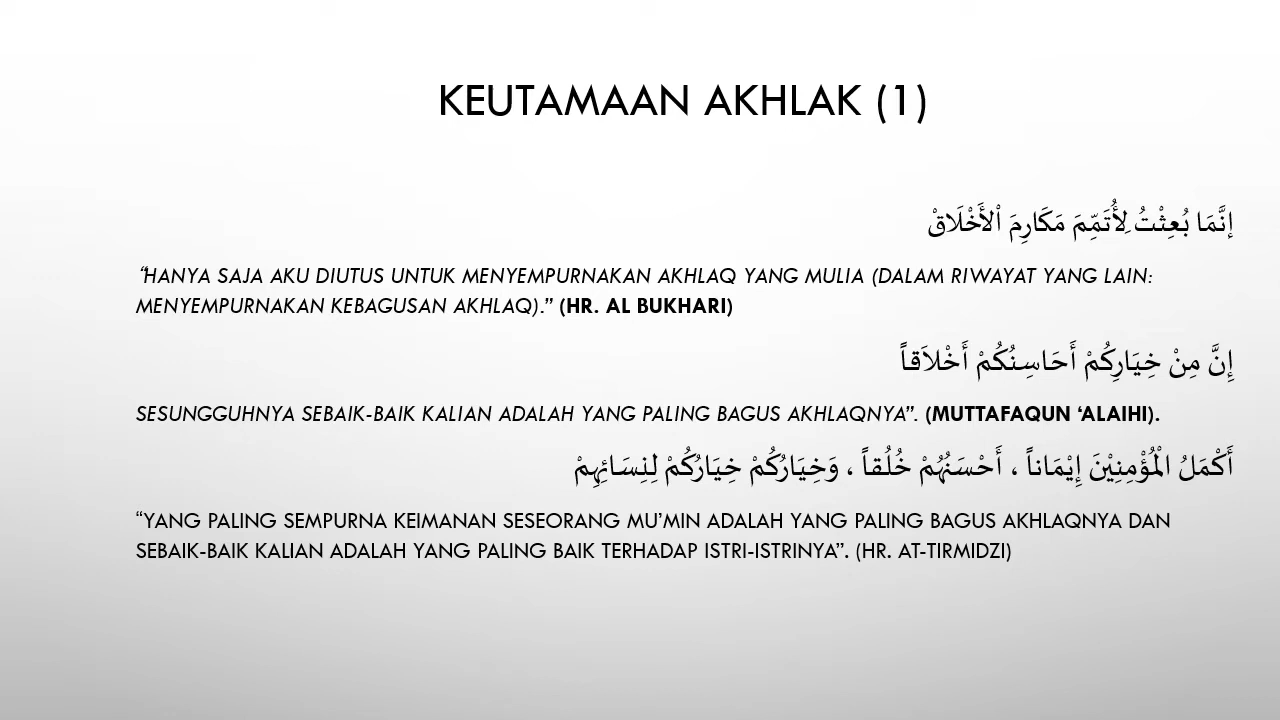 KEUTAMAAN AKHLAK (1)
إنَّمَا بُعِثْتُ لِأُتَمِّمَ مَكَارِمَ اْلأَخْلَاقْ
“HANYA SAJA AKU DIUTUS UNTUK MENYEMPURNAKAN AKHLAQ YANG MULIA (DALAM RIWAYAT YANG LAIN:
MENYEMPURNAKAN KEBAGUSAN AKHLAQ).” (HR. AL BUKHARI)
إِنَّ مِنْ خِيَارِكُمْ أَحَاسِنُكُمْ أَخْلاَقاً
SESUNGGUHNYA SEBAIK-BAIK KALIAN ADALAH YANG PALING BAGUS AKHLAQNYA”. (MUTTAFAQUN ‘ALAIHI).
أَكْمَلُ الْمُؤْمِنِيْنَ إِيْمَاناً ، أَحْسَنُهُمْ خُلُقاً ، وَخِيَارُكُمْ خِيَارُكُمْ لِنِسَائِهِمْ
“YANG PALING SEMPURNA KEIMANAN SESEORANG MU’MIN ADALAH YANG PALING BAGUS AKHLAQNYA DAN
SEBAIK-BAIK KALIAN ADALAH YANG PALING BAIK TERHADAP ISTRI-ISTRINYA”. (HR. AT-TIRMIDZI)